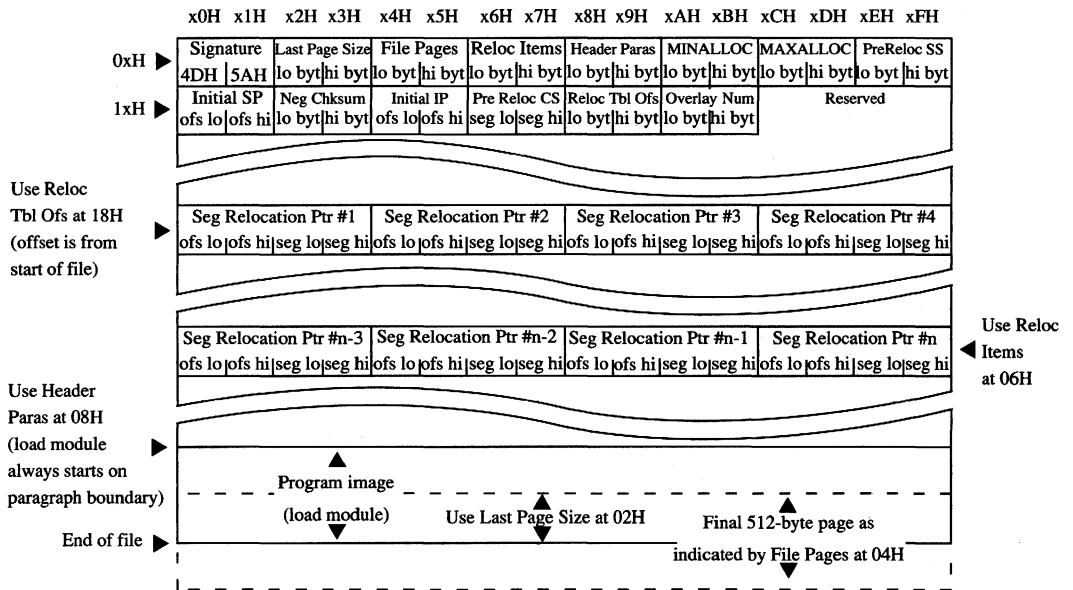 x0H x1H x2H x3H x4H x5H x6H x7H x8H x9H xAH xBH xCH xDH xEH xFH
0xH
Signature Last Page Size File Pages Reloc Items Header Paras MINALLOC MAXALLOC PreReloc SS
4DH 5AH lo byt hi byt lo byt hi byt lo byt hi byt lo byt hi byt lo byt hi byt lo byt hi byt lo byt hi byt
1xH
Initial SP Neg Chksum Initial IP Pre Reloc CS Reloc Tbl Ofs Overlay Num Reserved
ofs lo ofs hi lo byt hi byt ofs lo ofs hi seg lo seg hi lo byt hi byt lo byt hi byt
Use Reloc
Tbl Ofs at 18H
(offset is from
start of file)
Seg Relocation Ptr #1 Seg Relocation Ptr #2 Seg Relocation Ptr #3 Seg Relocation Ptr #4
ofs lo ofs hi seg lo seg hi ofs lo ofs hi seg lo seg hi ofs lo ofs hi seg lo seg hi ofs lo ofs hi seg lo seg hi
Seg Relocation Ptr #n-3 Seg Relocation Ptr #n-2 Seg Relocation Ptr #n-1 Seg Relocation Ptr #n
ofs lo ofs hi seg lo seg hi ofs lo ofs hi seg lo seg hi ofs lo ofs hi seg lo seg hi ofs lo ofs hi seg lo seg hi
Use Reloc
Items
at 06H
Use Header
Paras at 08H
(load module
always starts on
paragraph boundary)
Program image
(load module)
Use Last Page Size at 02H
Final 512-byte page as
indicated by File Pages at 04H
End of file